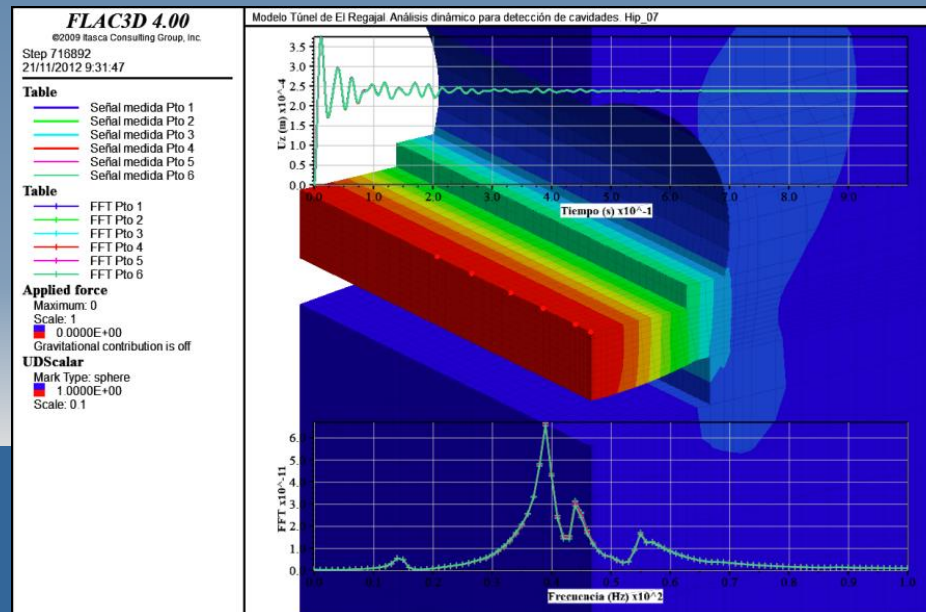 FLAC3D 4.00
©2009 Itasca Consulting Group, Inc.
Step 716892
21/11/2012 9:31:47
Table
Señal medida Pto 1
Señal medida Pto 2
Señal medida Pto 3
Señal medida Pto 4
Señal medida Pto 5
Señal medida Pto 6
Table
FFT Pto 1
FFT Pto 2
FFT Pto 3
FFT Pto 4
FFT Pto 5
FFT Pto 6
Applied force
Maximum: 0
Scale: 1
0.0000E+00
Gravitational contribution is off
UDScalar
Mark Type: sphere
1.0000E+00
Scale: 0.1
Modelo Túnel de El Regajal. Análisis dinámico para detección de cavidades. Hip_07
Uz (m) x10^-4
3.5
3.0
2.5
2.0
1.5
1.0
0.5
0.0
0.0 1.0 2.0 3.0 4.0 5.0 6.0 7.0 8.0 9.0
Tiempo (s) x10^-1
FFT x10^-11
0.0 0.1 0.2 0.3 0.4 0.5 0.6 0.7 0.8 0.9 1.0
Frecuencia (Hz) x10^2